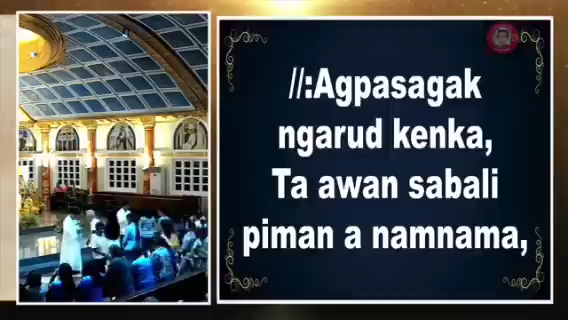 //:Agpasagak
ngarud kenka,
Ta awan sabali
piman a namnama,